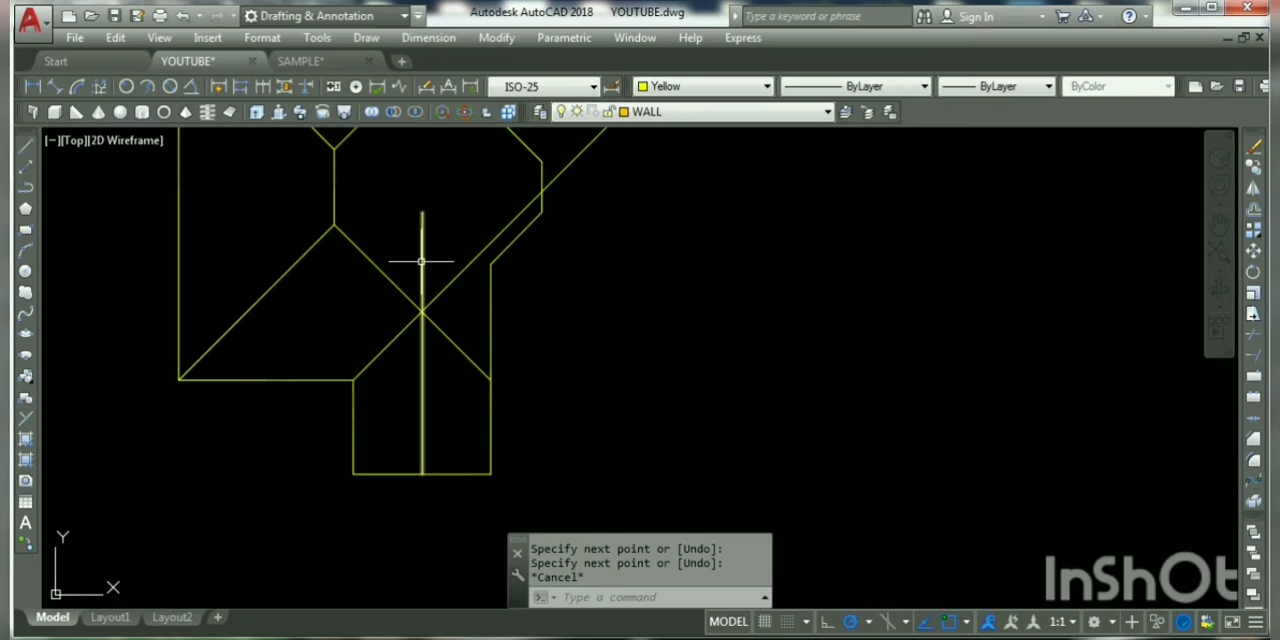 Drafting & Annotation
Autodesk AutoCAD 2018 YOUTUBE.dwg
Type a keyword or phrase
Sign In
File Edit View Insert Format Tools Draw Dimension Modify Parametric Window Help Express
Start YOUTUBE* SAMPLE*
ISO-25 Yellow ByLayer ByLayer ByColor
WALL
[−][Top][2D Wireframe]
Y
X
Specify next point or [Undo]:
Specify next point or [Undo]:
*Cancel*
Type a command
InShOt
Model Layout1 Layout2 +
MODEL 1:1